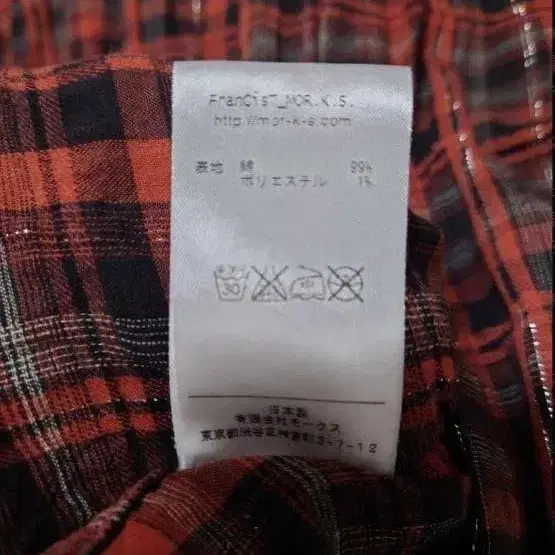 FranCisT_MOR.K.S.
http://mor-k-s.com
表地 綿 99%
ポリエステル 1%
30
日本製
有限会社モークス
東京都渋谷区神宮前3-7-12